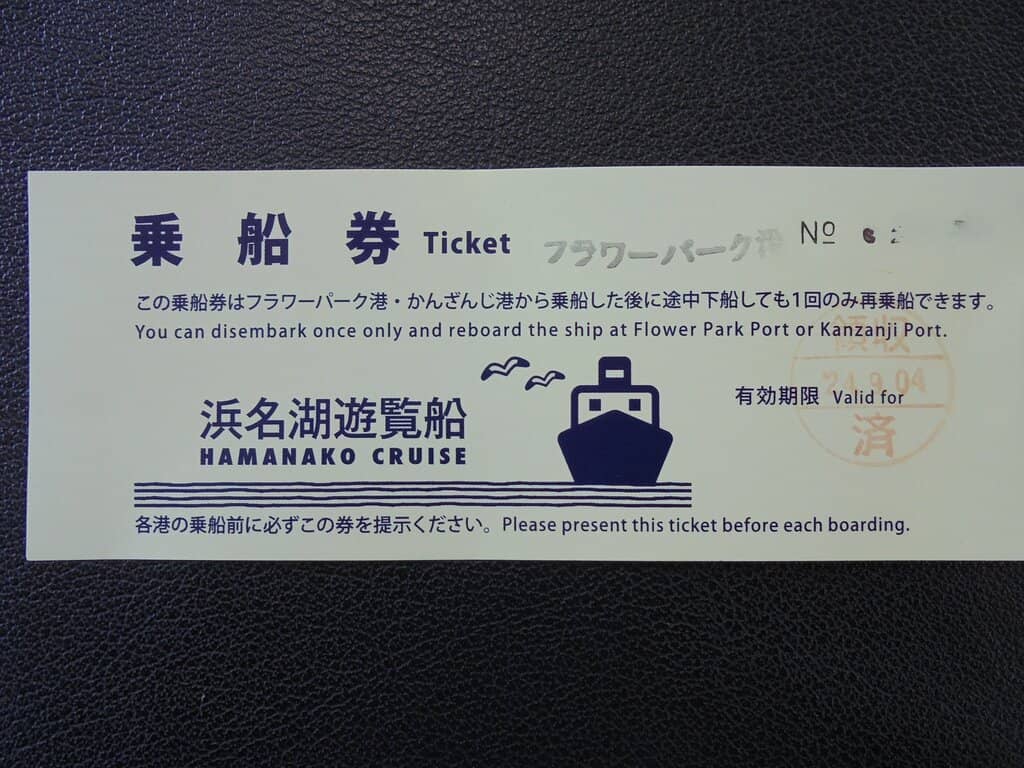 乗船券 Ticket フラワーパーク港 Nº
この乗船券はフラワーパーク港・かんざんじ港から乗船した後に途中下船しても1回のみ再乗船できます。
You can disembark once only and reboard the ship at Flower Park Port or Kanzanji Port.
領収
24.9.04
済
有効期限 Valid for
浜名湖遊覧船
HAMANAKO CRUISE
各港の乗船前に必ずこの券を提示ください。Please present this ticket before each boarding.